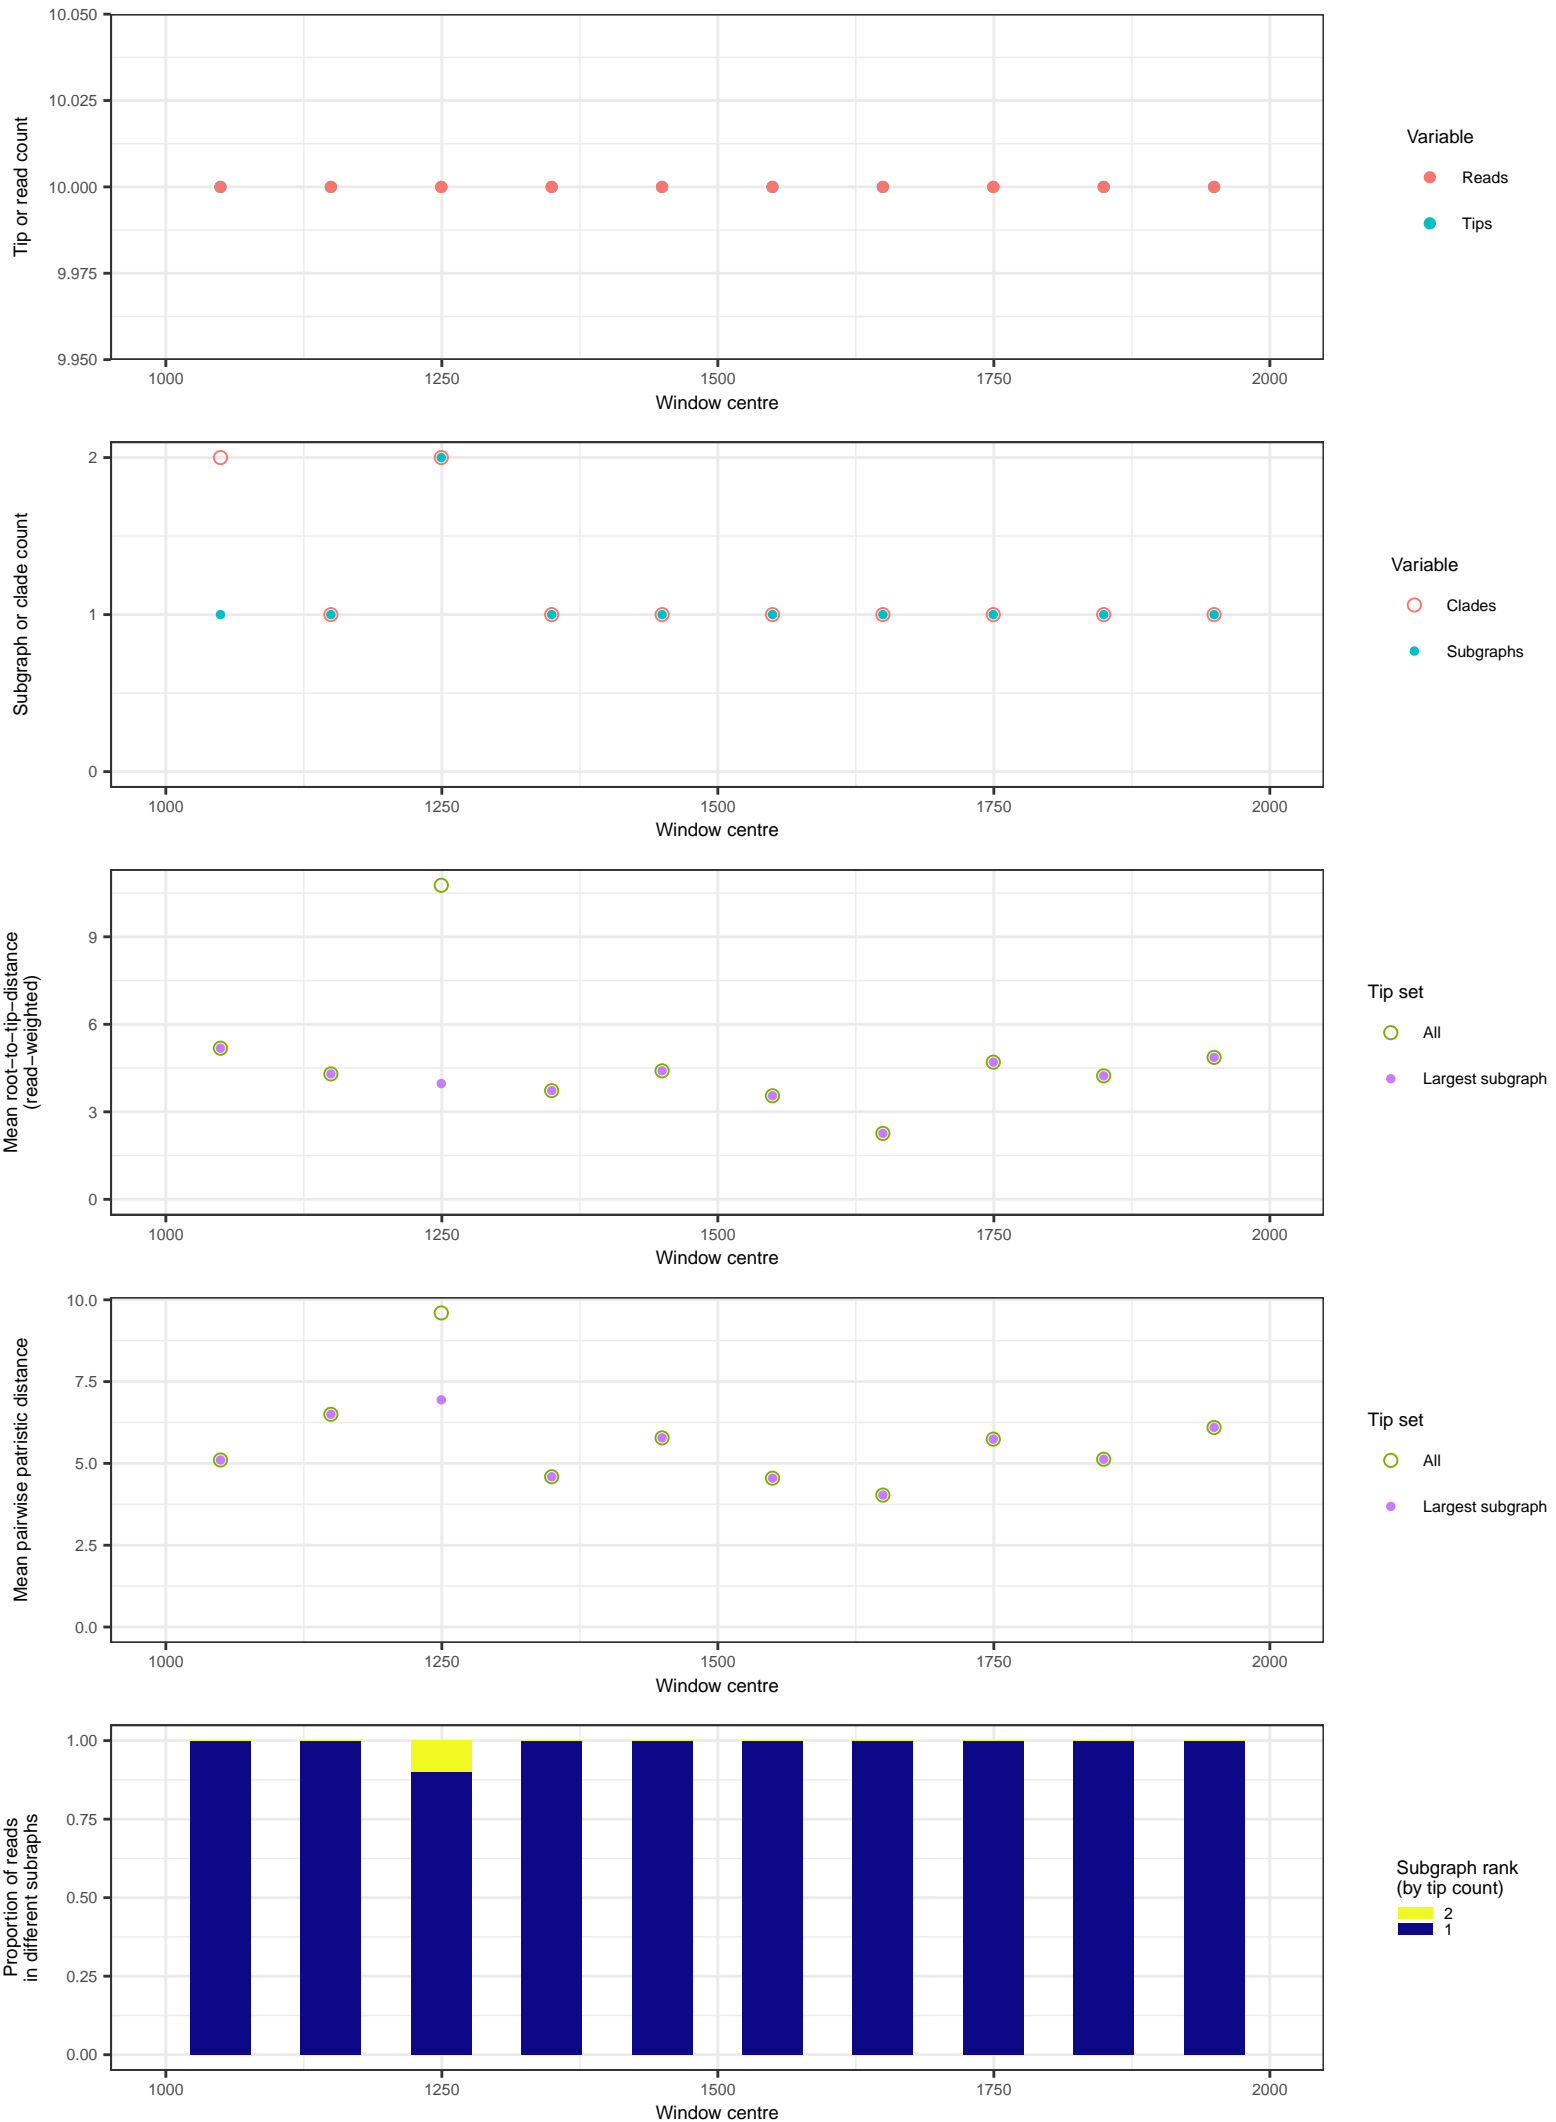 10.050
10.025
10.000
9.975
9.950
Tip or read count
1000 1250 1500 1750 2000
Window centre
Variable
Reads
Tips
2
1
0
Subgraph or clade count
1000 1250 1500 1750 2000
Window centre
Variable
Clades
Subgraphs
9
6
3
0
Mean root−to−tip−distance
(read−weighted)
1000 1250 1500 1750 2000
Window centre
Tip set
All
Largest subgraph
10.0
7.5
5.0
2.5
0.0
Mean pairwise patristic distance
1000 1250 1500 1750 2000
Window centre
Tip set
All
Largest subgraph
1.00
0.75
0.50
0.25
0.00
Proportion of reads
in different subraphs
1000 1250 1500 1750 2000
Window centre
Subgraph rank
(by tip count)
2
1